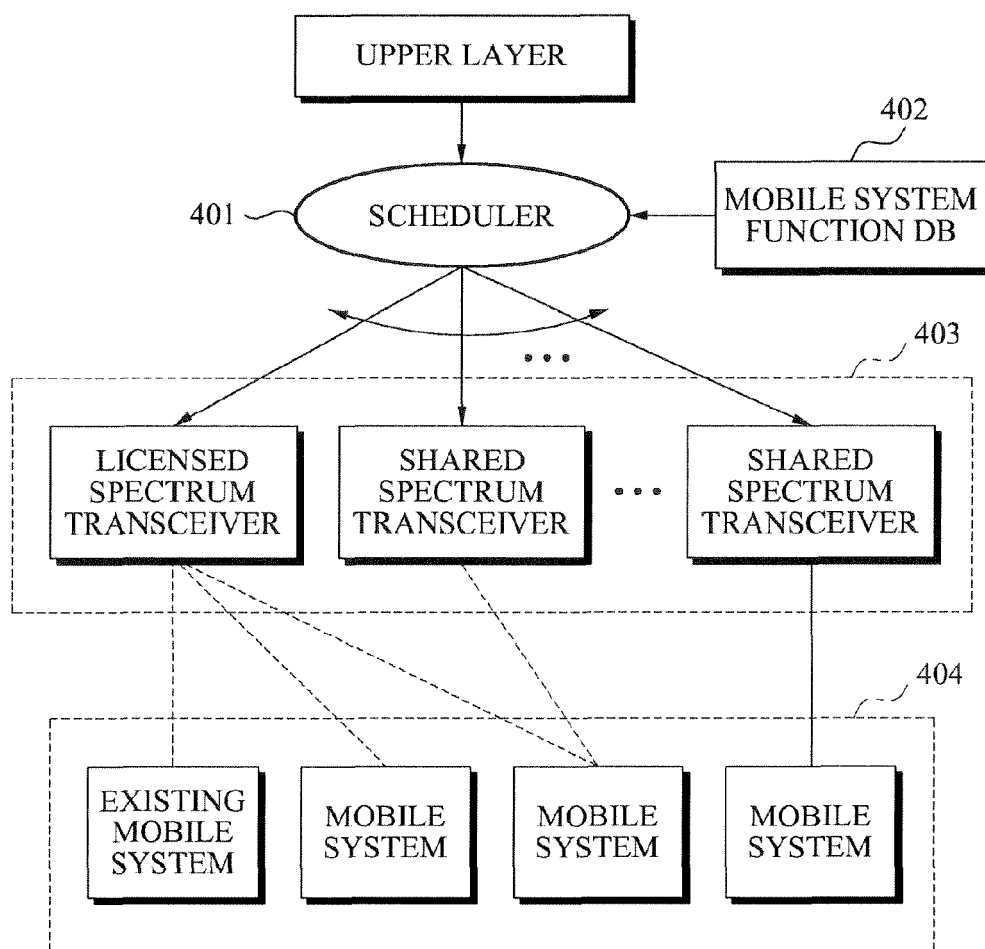 UPPER LAYER
402
401
SCHEDULER
MOBILE SYSTEM
FUNCTION DB
403
LICENSED
SPECTRUM
TRANSCEIVER
SHARED
SPECTRUM
TRANSCEIVER
SHARED
SPECTRUM
TRANSCEIVER
404
EXISTING
MOBILE
SYSTEM
MOBILE
SYSTEM
MOBILE
SYSTEM
MOBILE
SYSTEM